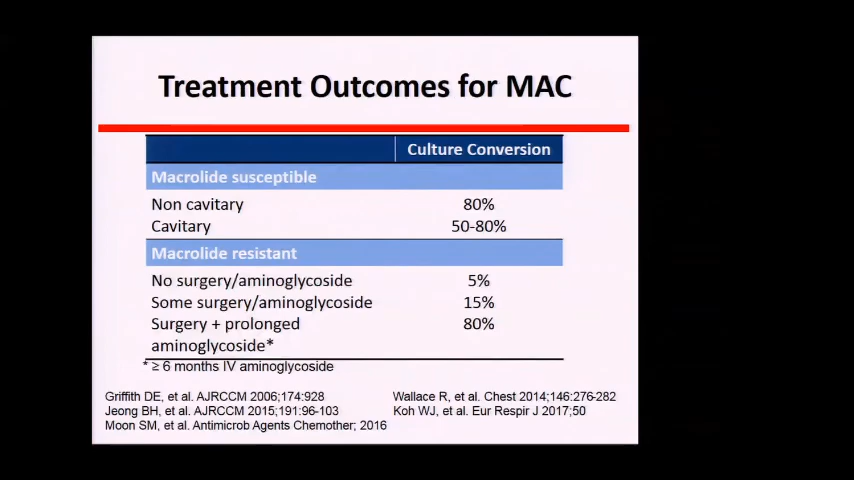 Treatment Outcomes for MAC
Culture Conversion
Macrolide susceptible
Non cavitary 80%
Cavitary 50-80%
Macrolide resistant
No surgery/aminoglycoside 5%
Some surgery/aminoglycoside 15%
Surgery + prolonged 80%
aminoglycoside*
* ≥ 6 months IV aminoglycoside
Griffith DE, et al. AJRCCM 2006;174:928
Jeong BH, et al. AJRCCM 2015;191:96-103
Moon SM, et al. Antimicrob Agents Chemother; 2016
Wallace R, et al. Chest 2014;146:276-282
Koh WJ, et al. Eur Respir J 2017;50